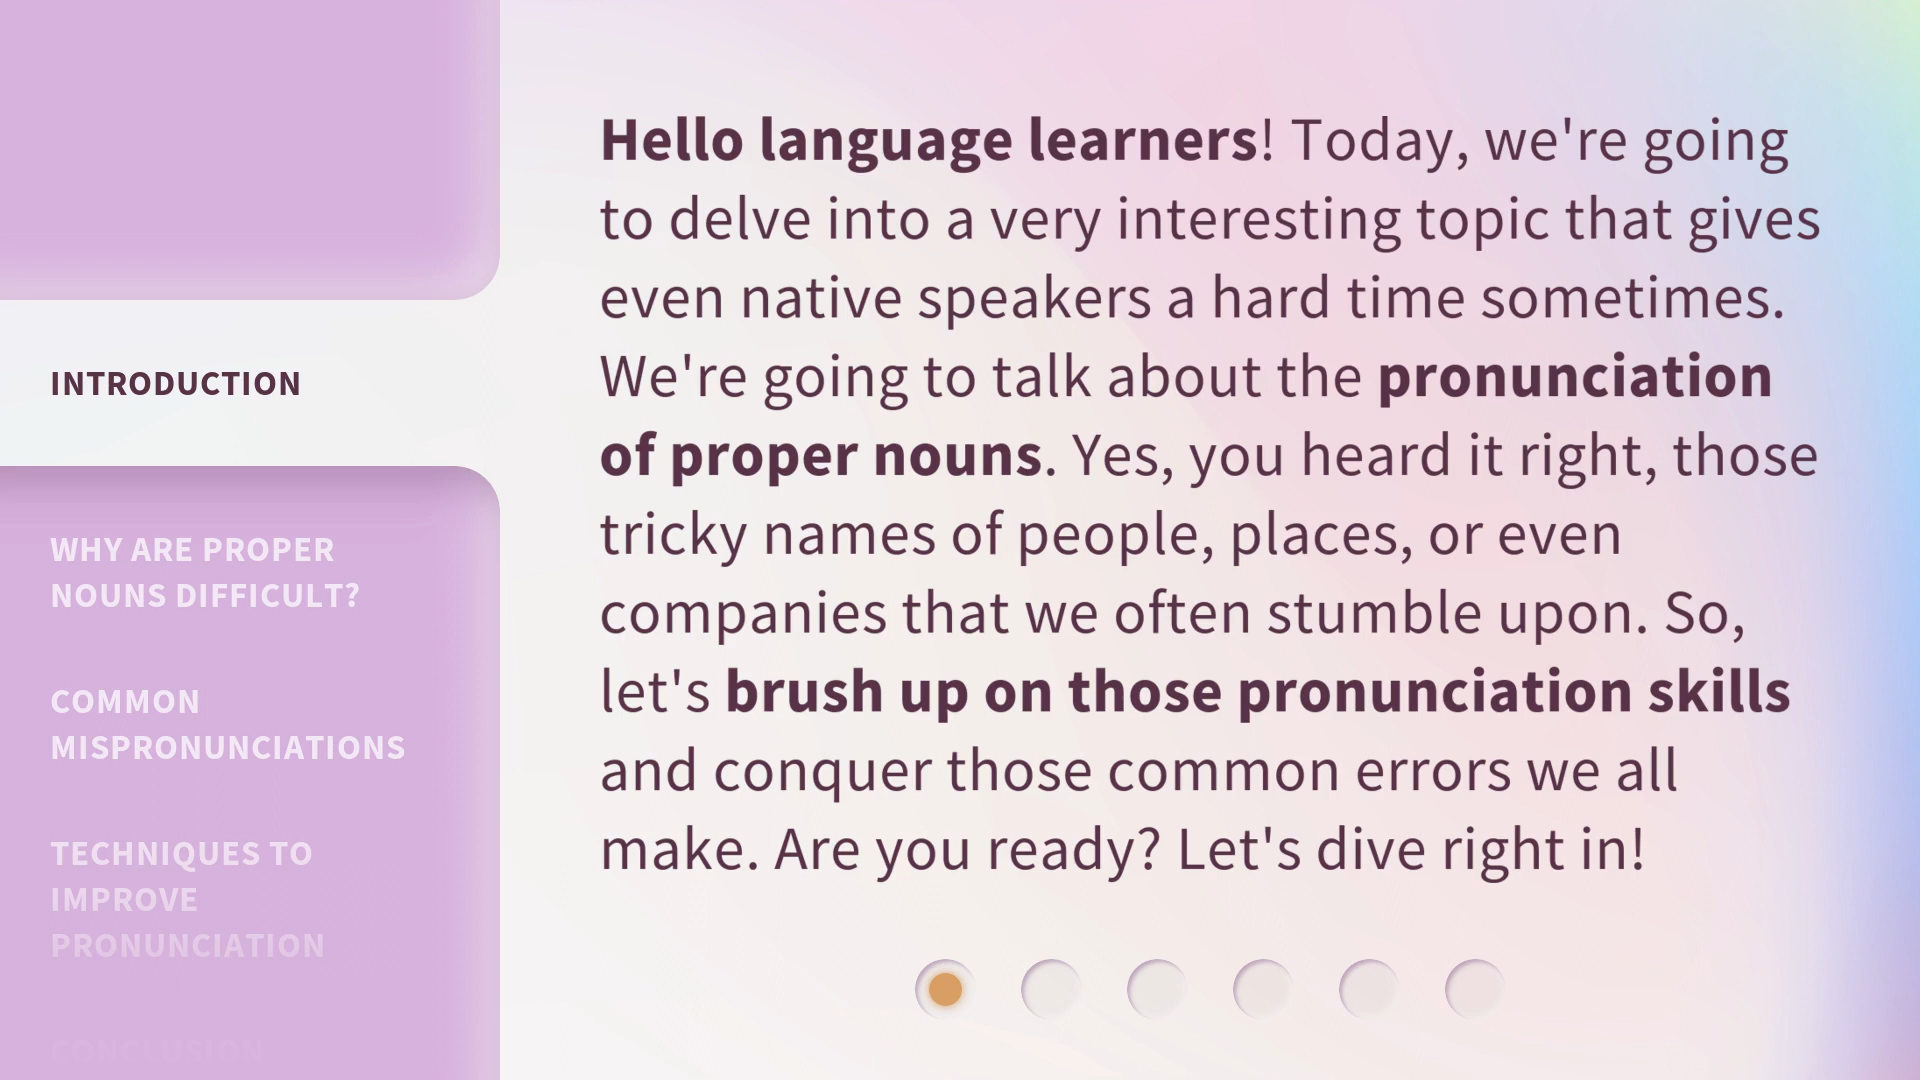 INTRODUCTION
WHY ARE PROPER
NOUNS DIFFICULT?
COMMON
MISPRONUNCIATIONS
TECHNIQUES TO
IMPROVE
PRONUNCIATION
CONCLUSION
Hello language learners! Today, we're going
to delve into a very interesting topic that gives
even native speakers a hard time sometimes.
We're going to talk about the pronunciation
of proper nouns. Yes, you heard it right, those
tricky names of people, places, or even
companies that we often stumble upon. So,
let's brush up on those pronunciation skills
and conquer those common errors we all
make. Are you ready? Let's dive right in!